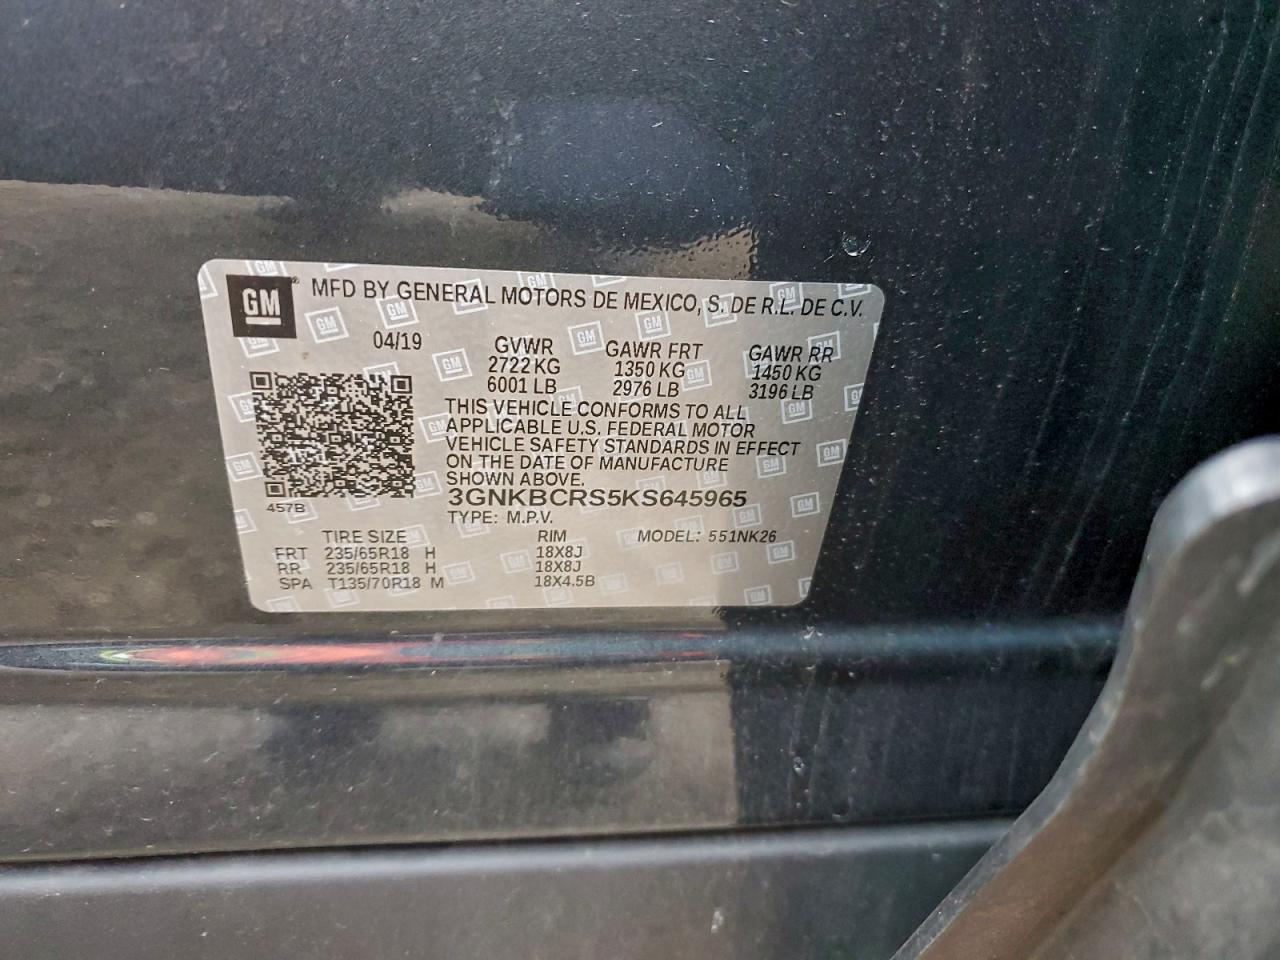 GM
MFD BY GENERAL MOTORS DE MEXICO, S. DE R.L. DE C.V.
04/19 GVWR GAWR FRT GAWR RR
2722 KG 1350 KG 1450 KG
6001 LB 2976 LB 3196 LB
THIS VEHICLE CONFORMS TO ALL
APPLICABLE U.S. FEDERAL MOTOR
VEHICLE SAFETY STANDARDS IN EFFECT
ON THE DATE OF MANUFACTURE
SHOWN ABOVE.
3GNKBCRS5KS645965
457B TYPE: M.P.V.
TIRE SIZE RIM MODEL: 551NK26
FRT 235/65R18 H 18X8J
RR 235/65R18 H 18X8J
SPA T135/70R18 M 18X4.5B